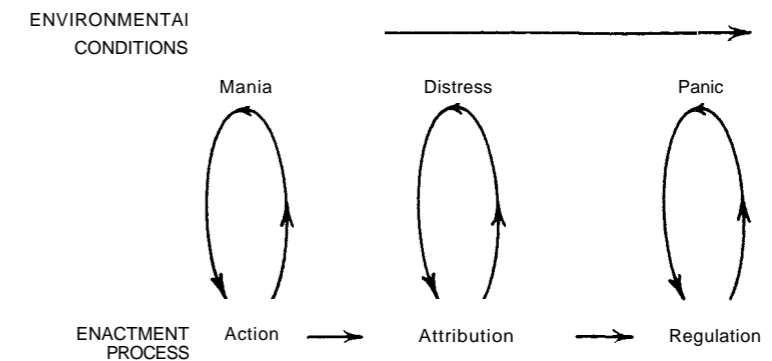 ENVIRONMENTAI
CONDITIONS
Mania Distress Panic
ENACTMENT Action Attribution Regulation
PROCESS